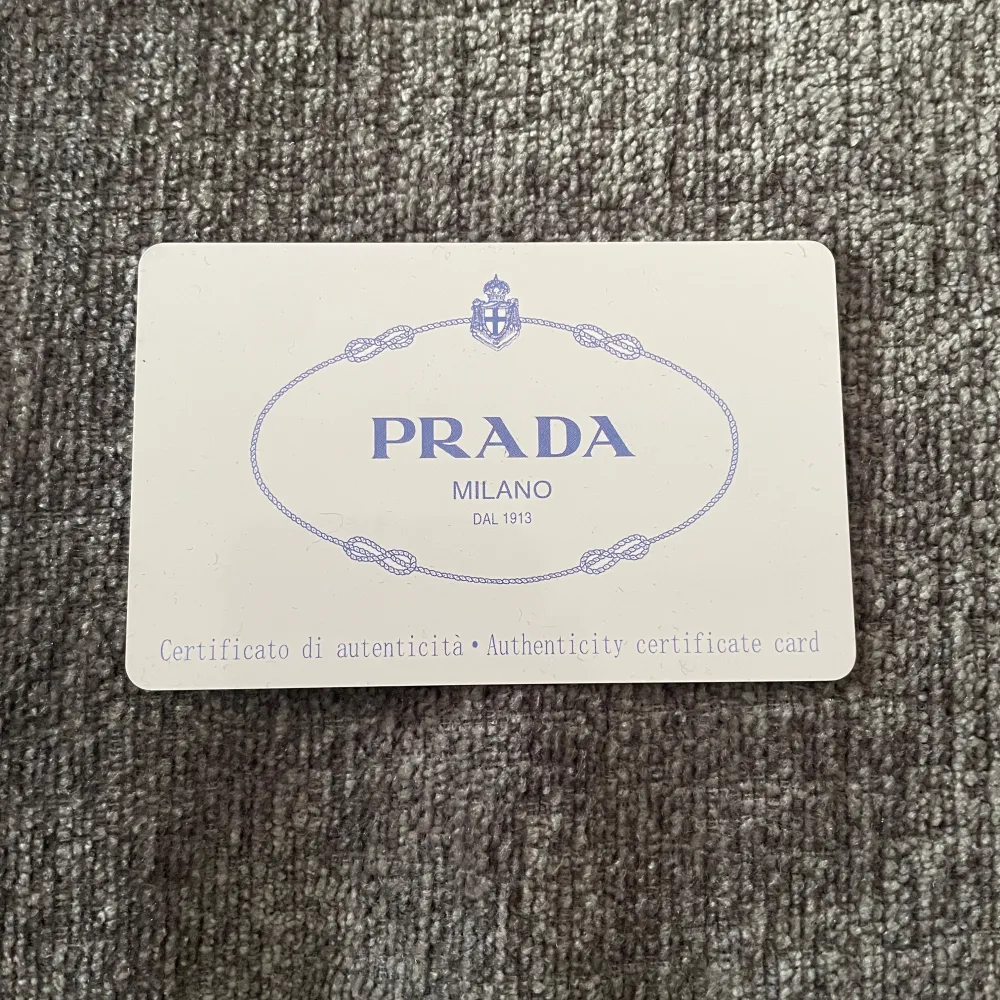 PRADA
MILANO
DAL 1913
Certificato di autenticità • Authenticity certificate card